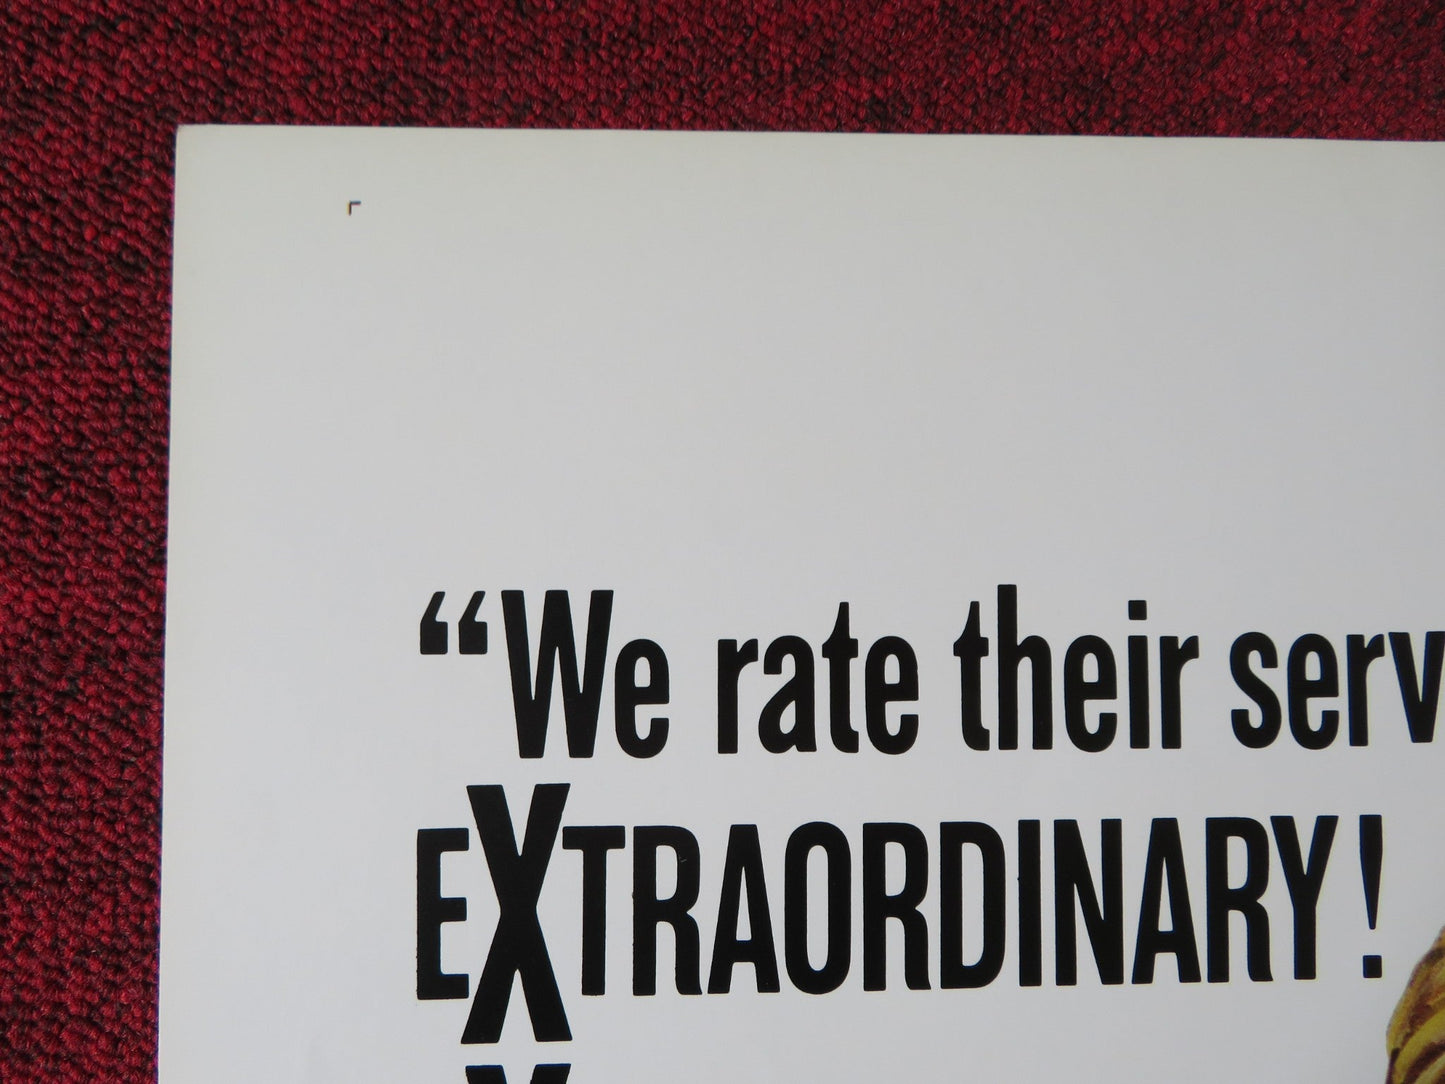 “We rate their serv
EXTRAORDINARY!
X